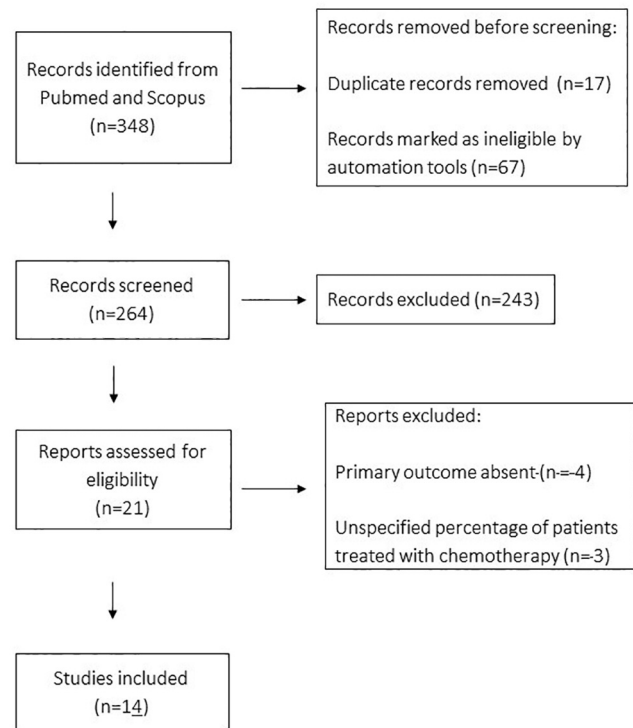 Records identified from
Pubmed and Scopus
(n=348)
Records removed before screening:
Duplicate records removed (n=17)
Records marked as ineligible by
automation tools (n=67)
Records screened
(n=264)
Records excluded (n=243)
Reports assessed for
eligibility
(n=21)
Reports excluded:
Primary outcome absent-(n=-4)
Unspecified percentage of patients
treated with chemotherapy (n=-3)
Studies included
(n=14)